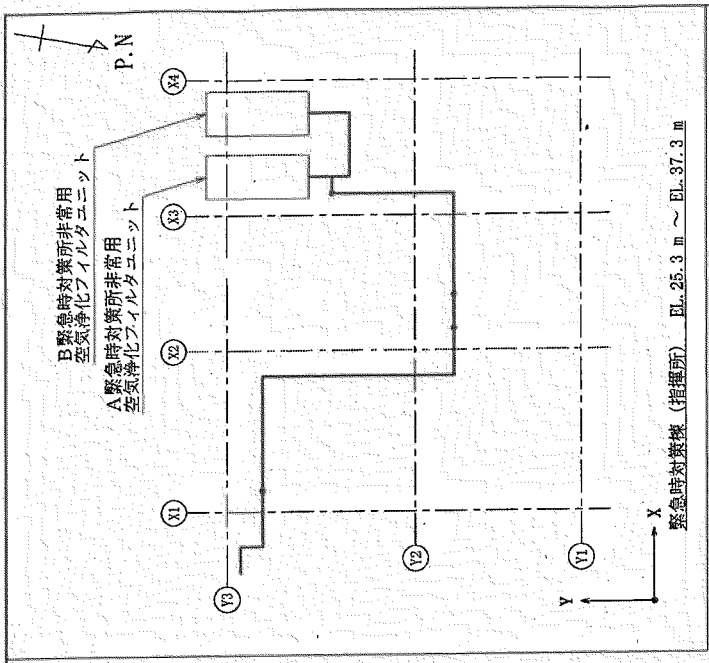 P.N
B緊急時対策所非常用
空気浄化フィルタユニット
A緊急時対策所非常用
空気浄化フィルタユニット
X4
X3
X2
X1
Y3
Y2
Y1
Y
X
緊急時対策棟（指揮所） EL.25.3 m ～ EL.37.3 m